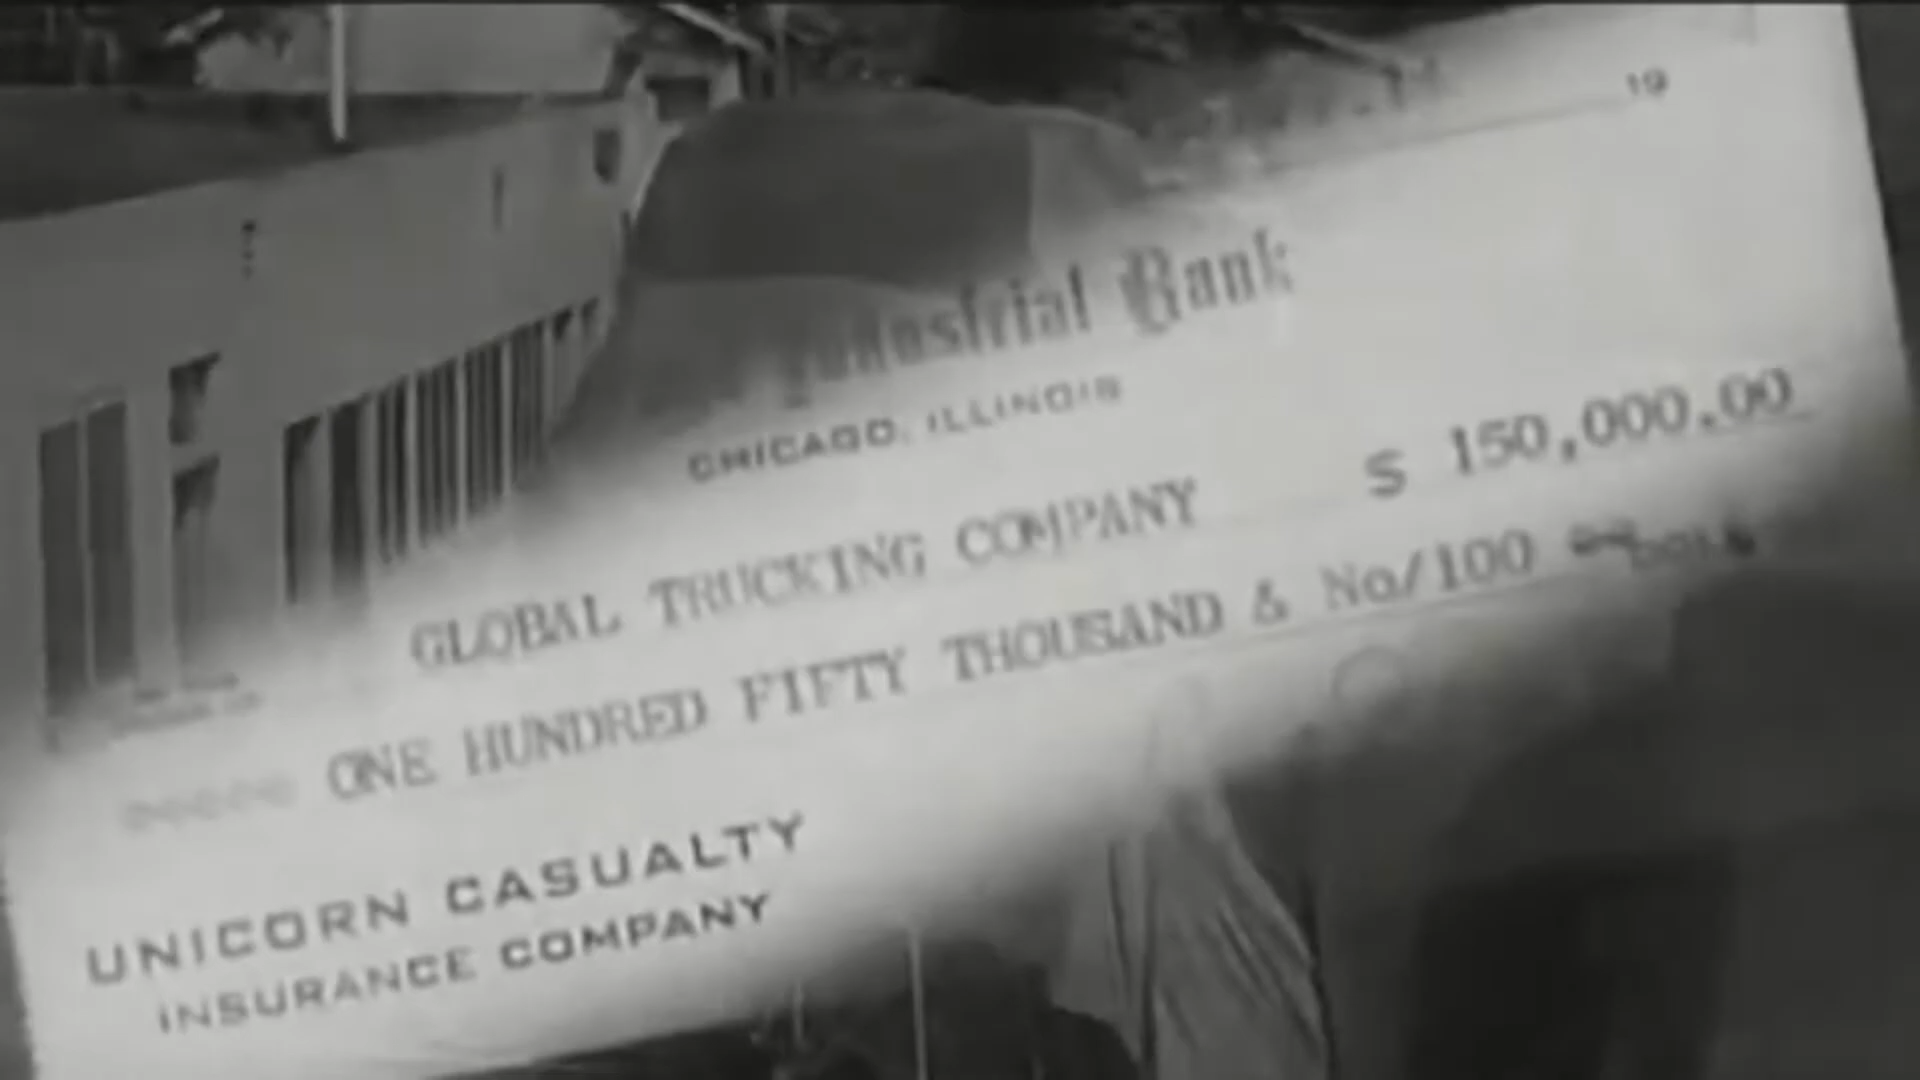 19
Industrial Bank
CHICAGO, ILLINOIS
GLOBAL TRUCKING COMPANY $ 150,000.00
ONE HUNDRED FIFTY THOUSAND & No/100
UNICORN CASUALTY
INSURANCE COMPANY